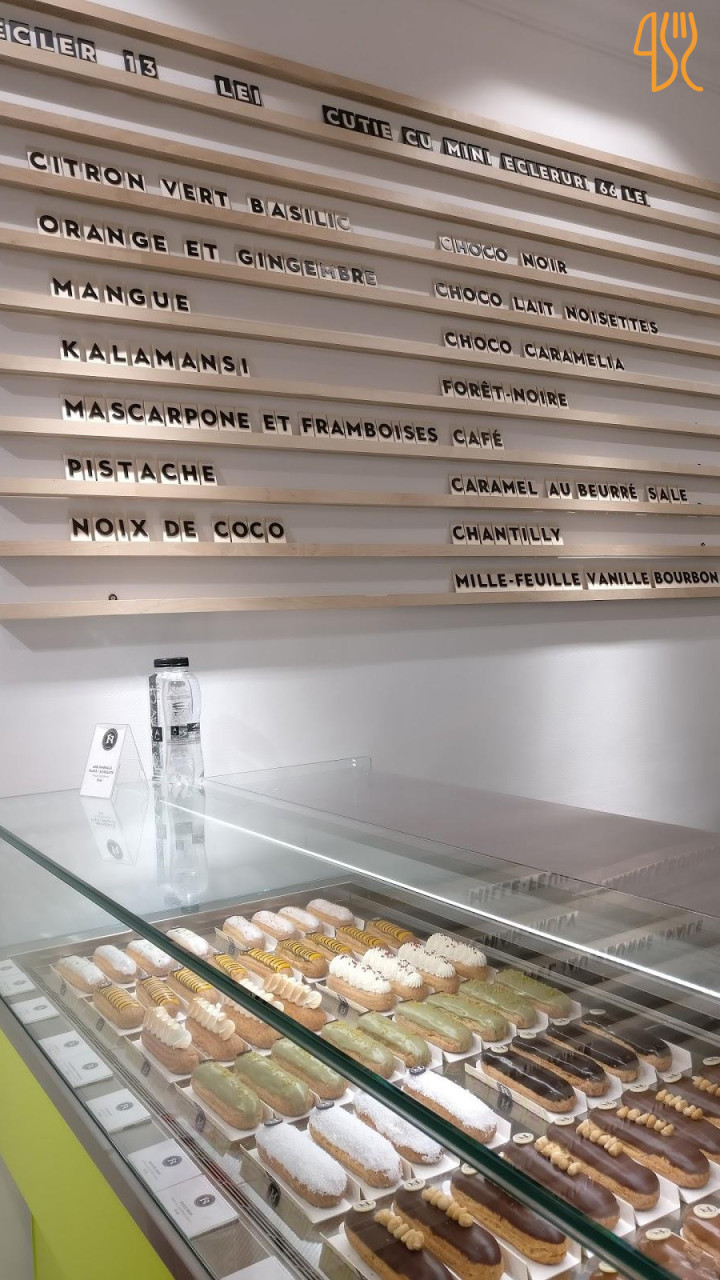 ECLER 13 LEI
CUTIE CU MINI ECLERURI 66 LEI
CITRON VERT BASILIC
ORANGE ET GINGEMBRE
MANGUE
KALAMANSI
MASCARPONE ET FRAMBOISES
PISTACHE
NOIX DE COCO
CHOCO NOIR
CHOCO LAIT NOISETTES
CHOCO CARAMELIA
FORÊT-NOIRE
CAFÉ
CARAMEL AU BEURRÉ SALE
CHANTILLY
MILLE-FEUILLE VANILLE BOURBON